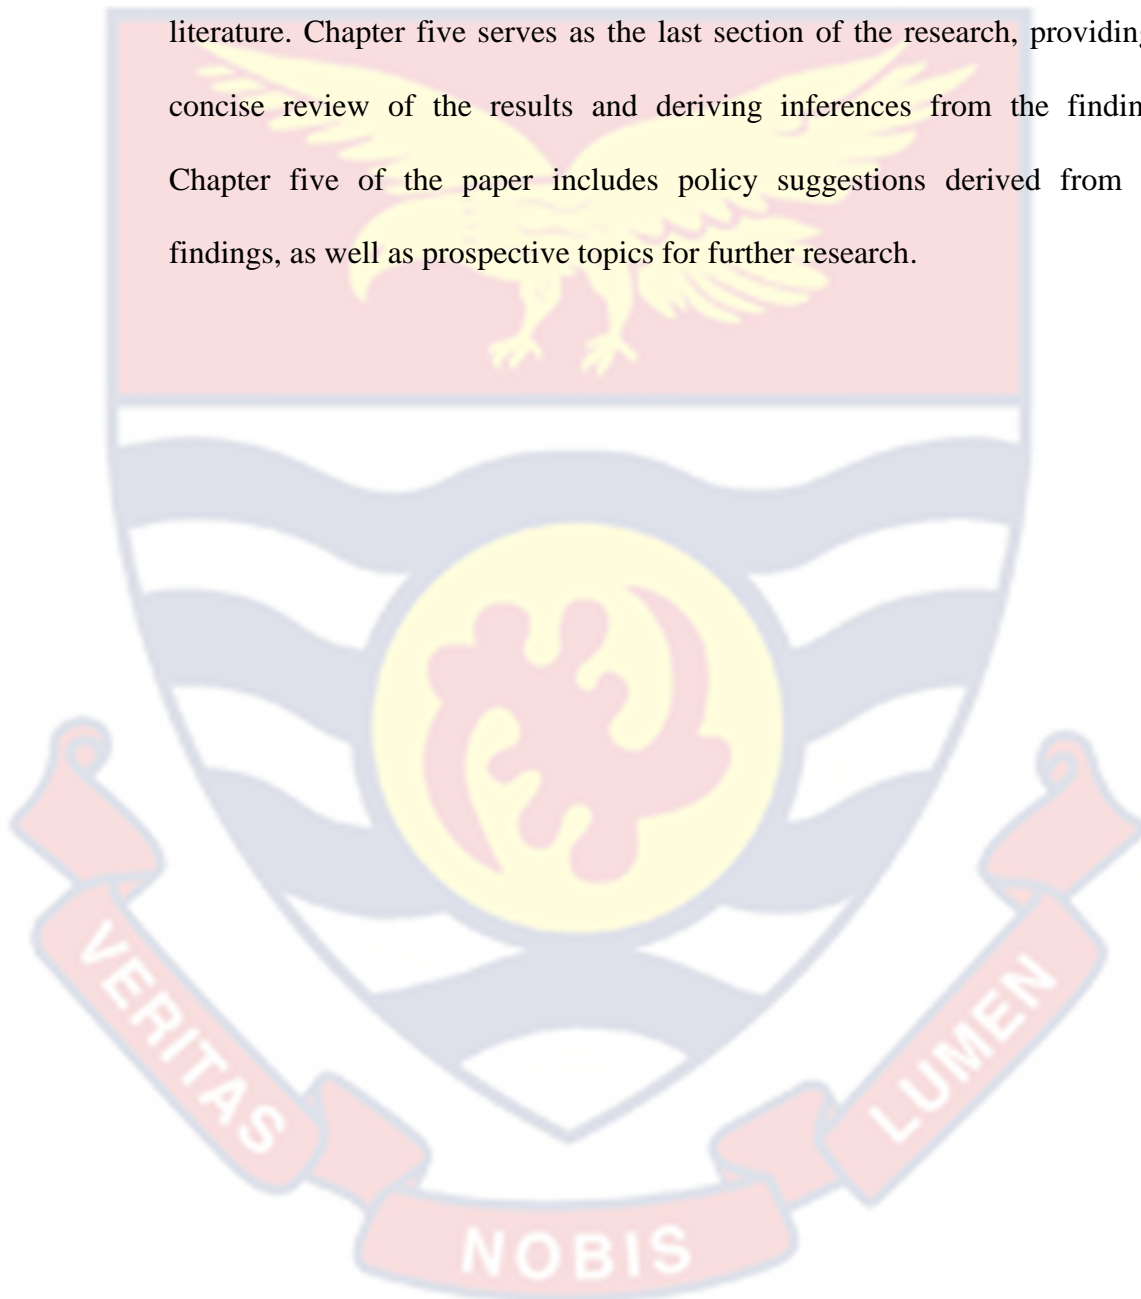 literature. Chapter five serves as the last section of the research, providing
concise review of the results and deriving inferences from the
Chapter five of the paper includes policy suggestions derived from
findings, as well as prospective topics for further research.
VERITAS
NOBIS
LUMEN